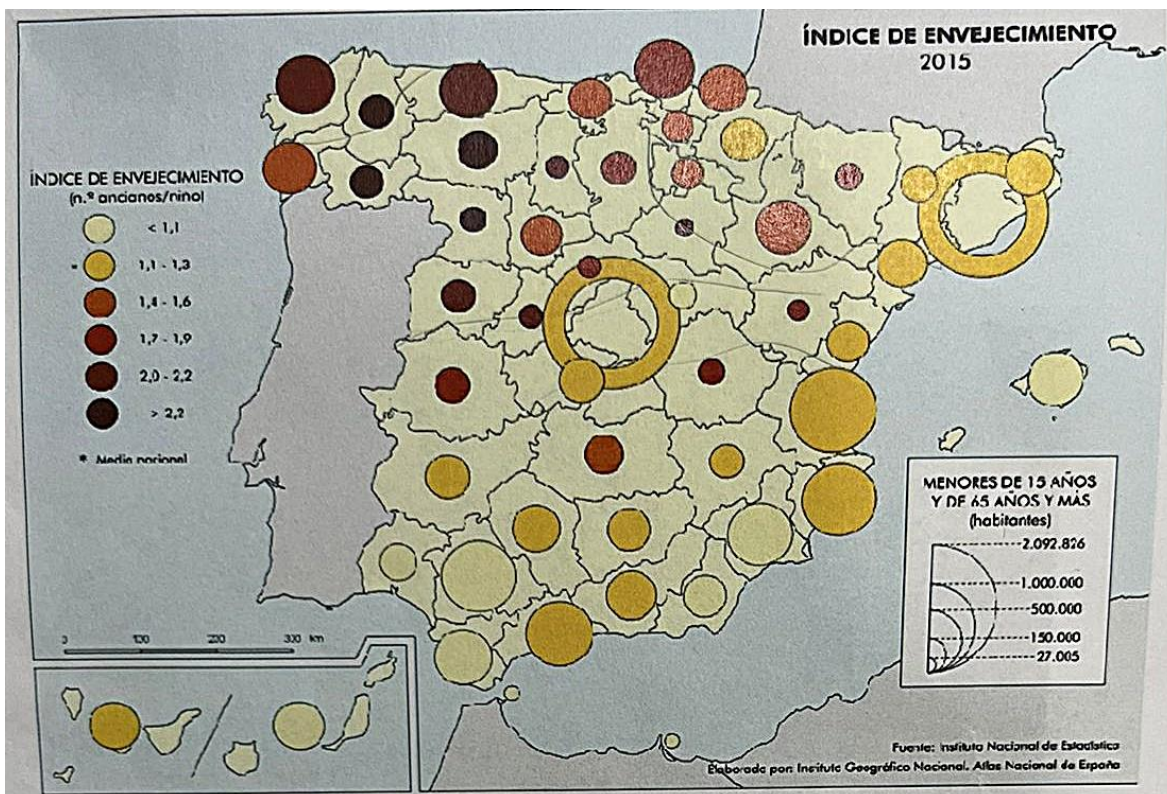 ÍNDICE DE ENVEJECIMIENTO
2015
ÍNDICE DE ENVEJECIMIENTO
(n.º ancianos/niño)
< 1,1
* 1,1 - 1,3
1,4 - 1,6
1,7 - 1,9
2,0 - 2,2
> 2,2
* Media nacional
MENORES DE 15 AÑOS
Y DE 65 AÑOS Y MÁS
(habitantes)
2.092.826
1.000.000
500.000
150.000
27.005
0 100 200 300 km
Fuente: Instituto Nacional de Estadística
Elaborado por: Instituto Geográfico Nacional. Atlas Nacional de España